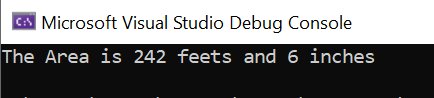 Microsoft Visual Studio Debug Console
The Area is 242 feets and 6 inches